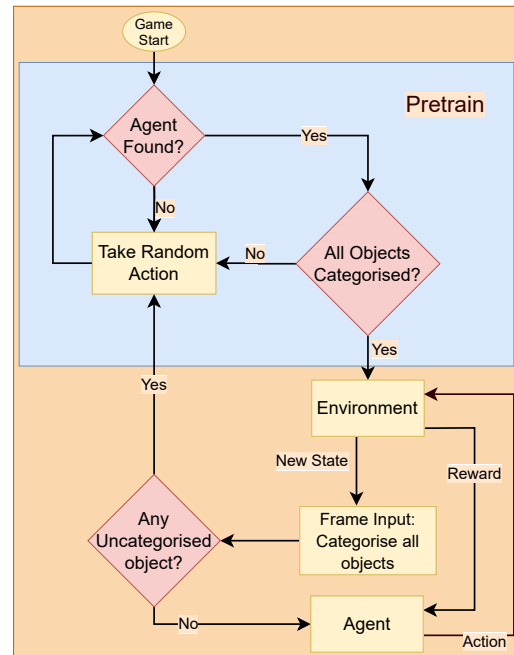 Game
Start
Pretrain
Agent
Found?
Yes
No
Take Random
Action
No
All Objects
Categorised?
Yes
Yes
Environment
New State
Reward
Any
Uncategorised
object?
Frame Input:
Categorise all
objects
No
Agent
Action